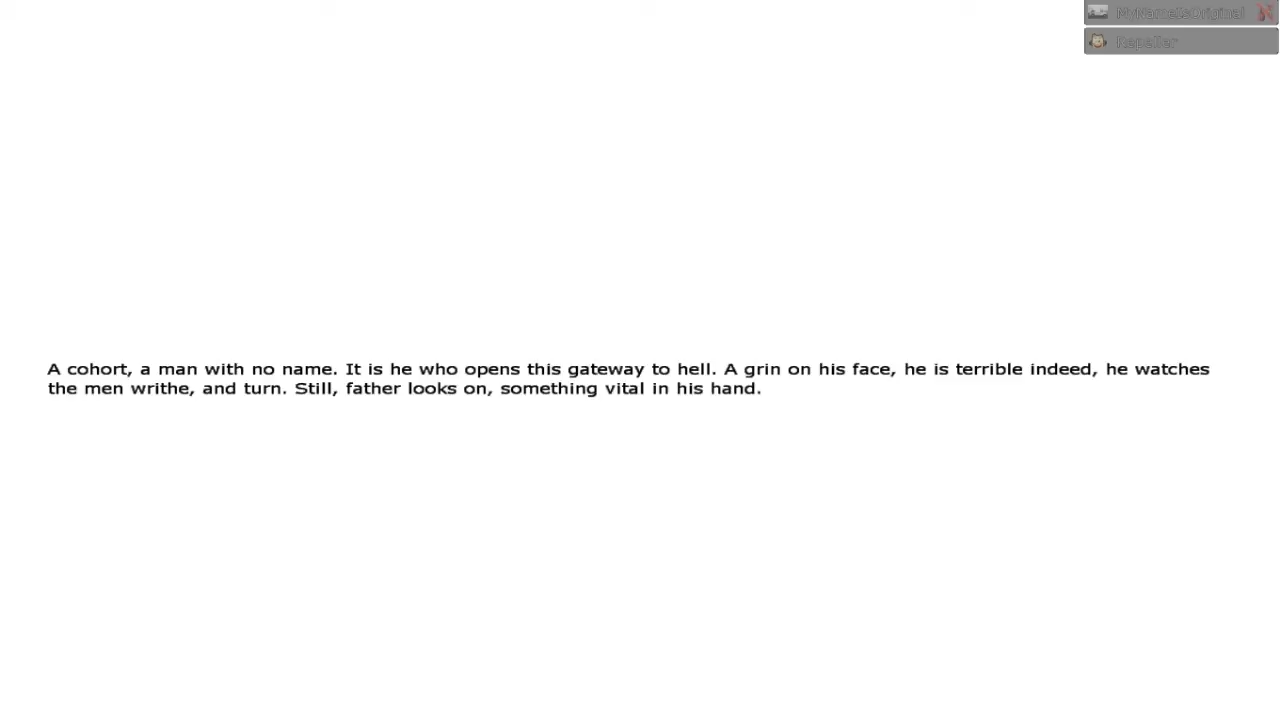 MyNameIsOriginal
Repeller
A cohort, a man with no name. It is he who opens this gateway to hell. A grin on his face, he is terrible indeed, he watches
the men writhe, and turn. Still, father looks on, something vital in his hand.